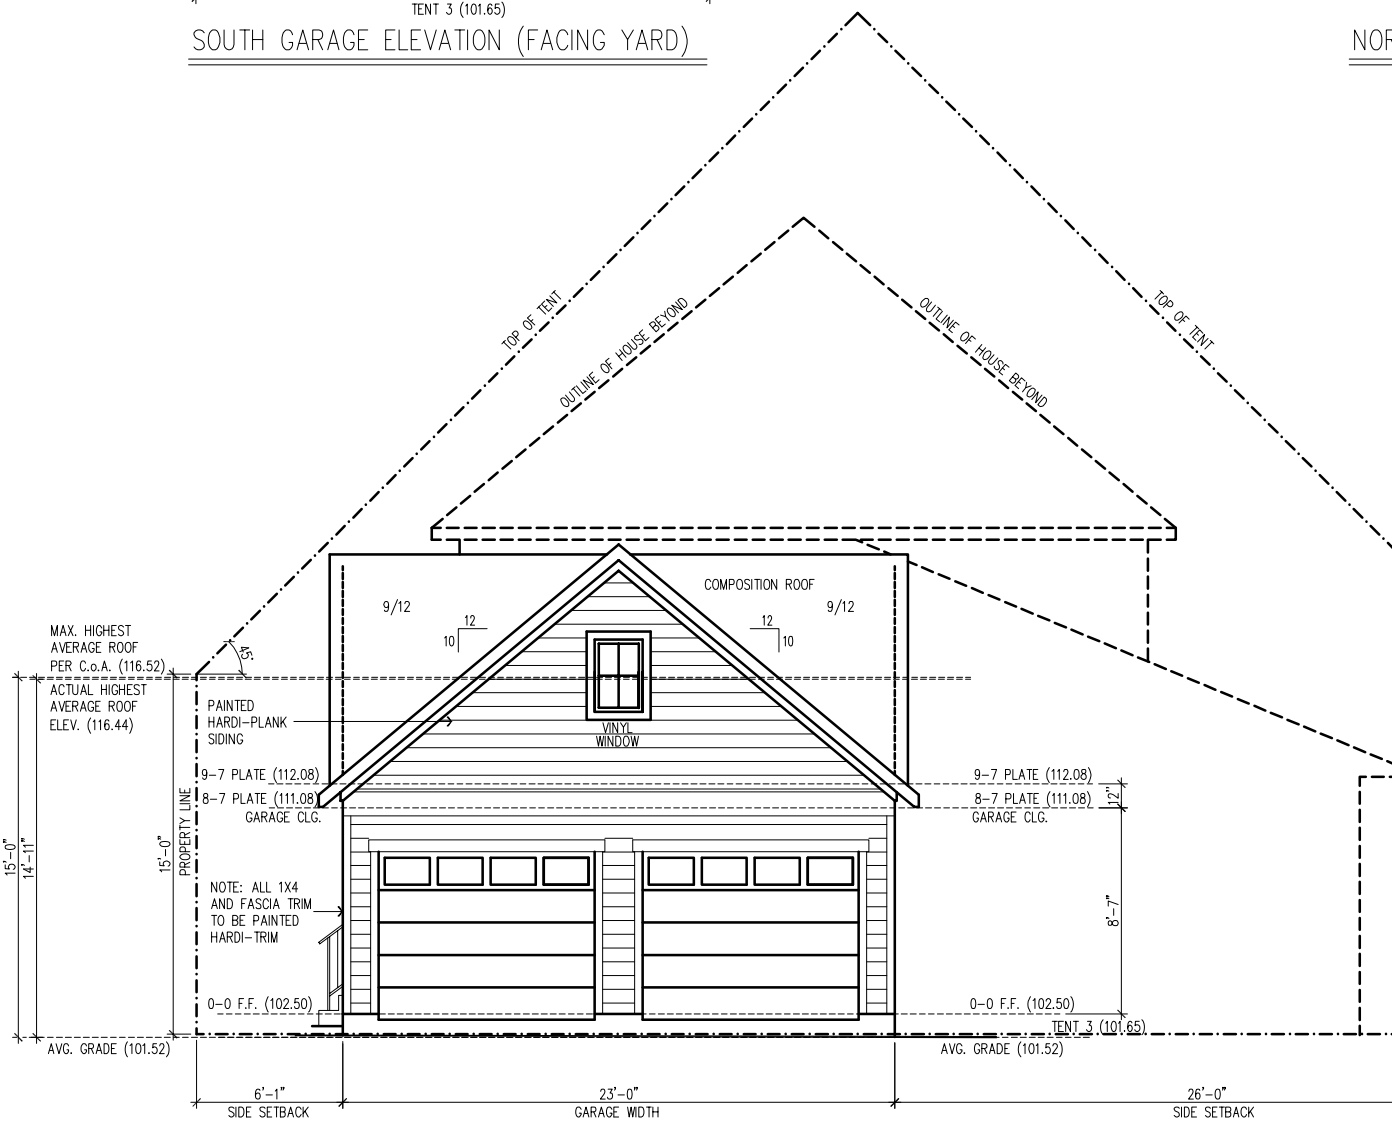 TENT 3 (101.65)
SOUTH GARAGE ELEVATION (FACING YARD)
NOR
TOP OF TENT
TOP OF TENT
OUTLINE OF HOUSE BEYOND
OUTLINE OF HOUSE BEYOND
COMPOSITION ROOF
9/12
12
10
12
10
9/12
MAX. HIGHEST
AVERAGE ROOF
PER C.o.A. (116.52)
45°
ACTUAL HIGHEST
AVERAGE ROOF
ELEV. (116.44)
PAINTED
HARDI-PLANK
SIDING
VINYL
WINDOW
9-7 PLATE (112.08)
9-7 PLATE (112.08)
8-7 PLATE (111.08)
8-7 PLATE (111.08)
12"
GARAGE CLG.
GARAGE CLG.
15'-0"
14'-11"
15'-0"
PROPERTY LINE
NOTE: ALL 1X4
AND FASCIA TRIM
TO BE PAINTED
HARDI-TRIM
8'-7"
0-0 F.F. (102.50)
0-0 F.F. (102.50)
TENT 3 (101.65)
AVG. GRADE (101.52)
AVG. GRADE (101.52)
6'-1"
23'-0"
26'-0"
SIDE SETBACK
GARAGE WIDTH
SIDE SETBACK